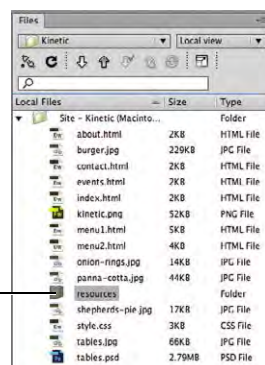 Files
Kinetic Local view
Local Files Size Type
Site - Kinetic (Macinto... Folder
about.html 2KB HTML File
burger.jpg 229KB JPG File
contact.html 2KB HTML File
events.html 2KB HTML File
index.html 2KB HTML File
kinetic.png 52KB PNG File
menu1.html 5KB HTML File
menu2.html 4KB HTML File
onion-rings.jpg 14KB JPG File
panna-cotta.jpg 44KB JPG File
resources Folder
shepherds-pie.jpg 17KB JPG File
style.css 3KB CSS File
tables.jpg 66KB JPG File
tables.psd 2.79MB PSD File